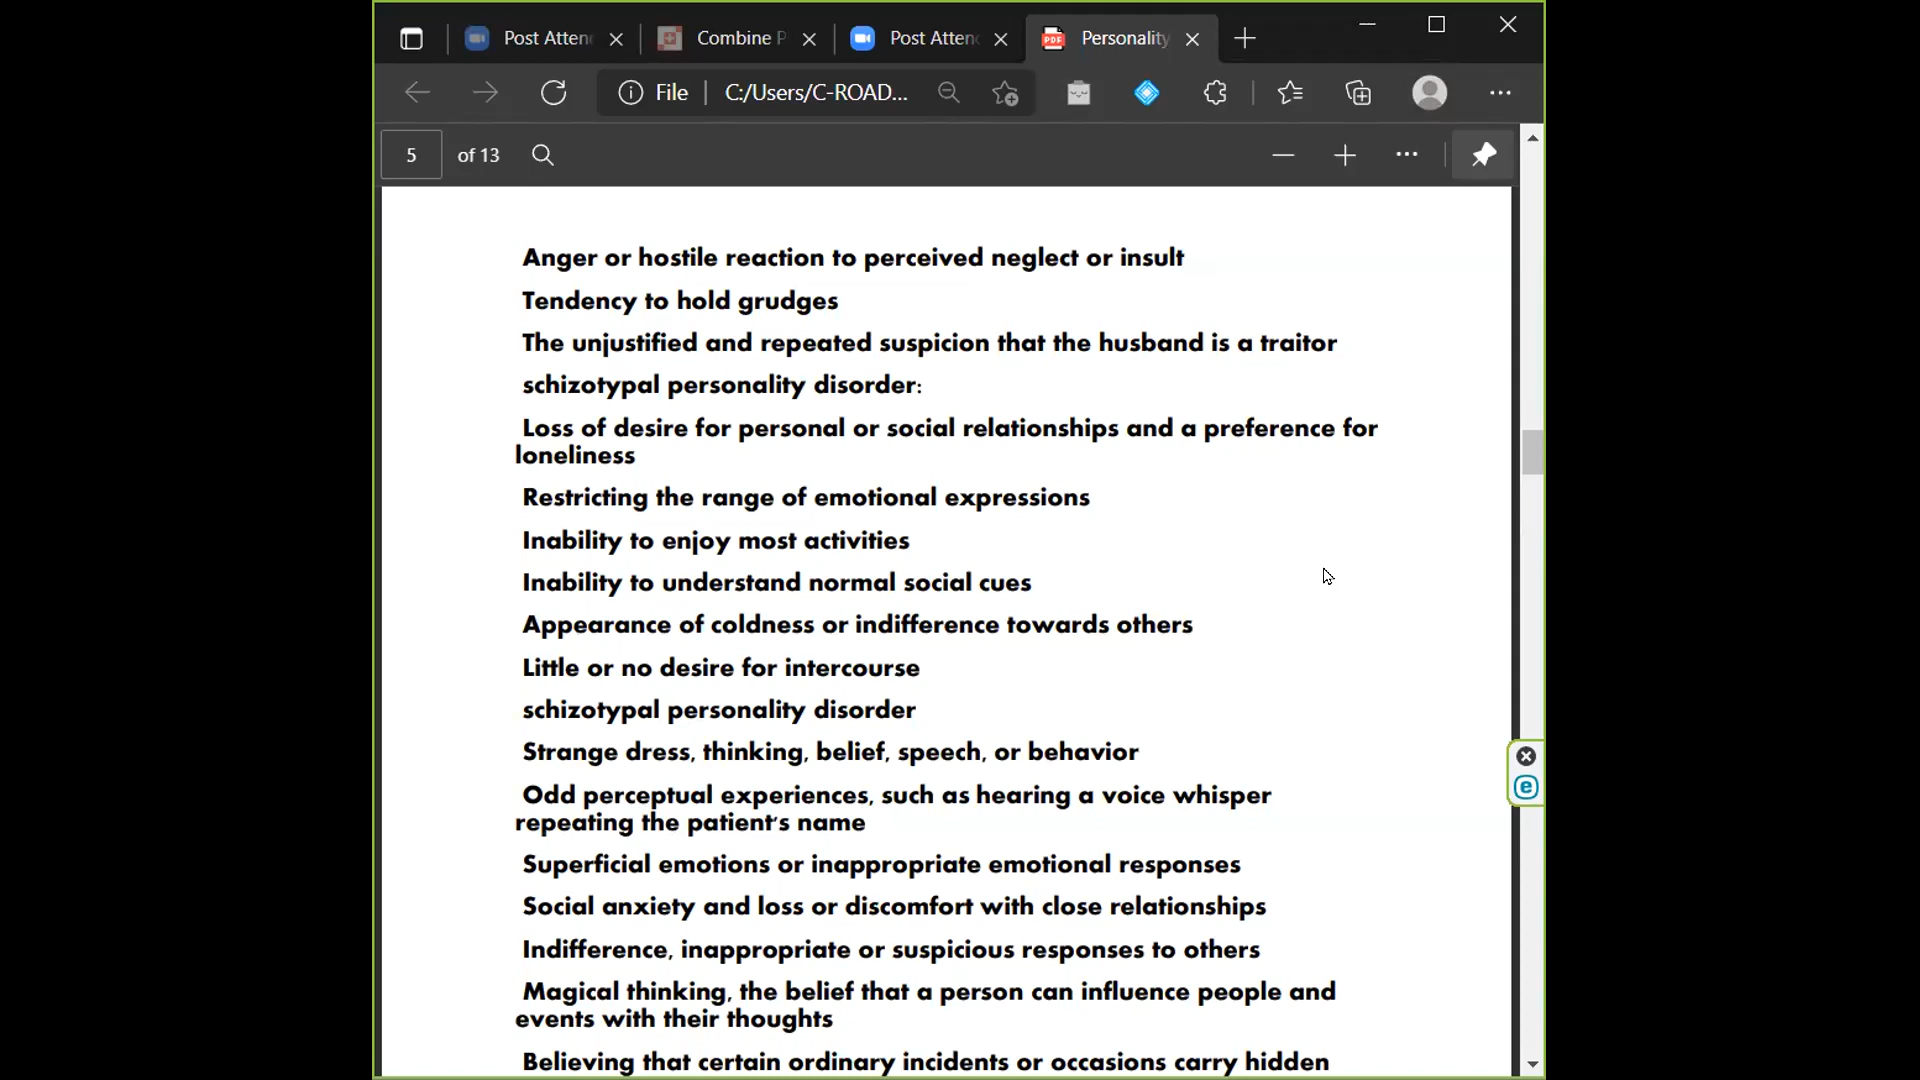 Post Atten
Combine P
Post Atten
Personality
File
C:/Users/C-ROAD...
5
of 13
Anger or hostile reaction to perceived neglect or insult
Tendency to hold grudges
The unjustified and repeated suspicion that the husband is a traitor
schizotypal personality disorder:
Loss of desire for personal or social relationships and a preference for
loneliness
Restricting the range of emotional expressions
Inability to enjoy most activities
Inability to understand normal social cues
Appearance of coldness or indifference towards others
Little or no desire for intercourse
schizotypal personality disorder
Strange dress, thinking, belief, speech, or behavior
Odd perceptual experiences, such as hearing a voice whisper
repeating the patient's name
Superficial emotions or inappropriate emotional responses
Social anxiety and loss or discomfort with close relationships
Indifference, inappropriate or suspicious responses to others
Magical thinking, the belief that a person can influence people and
events with their thoughts
Believing that certain ordinary incidents or occasions carry hidden